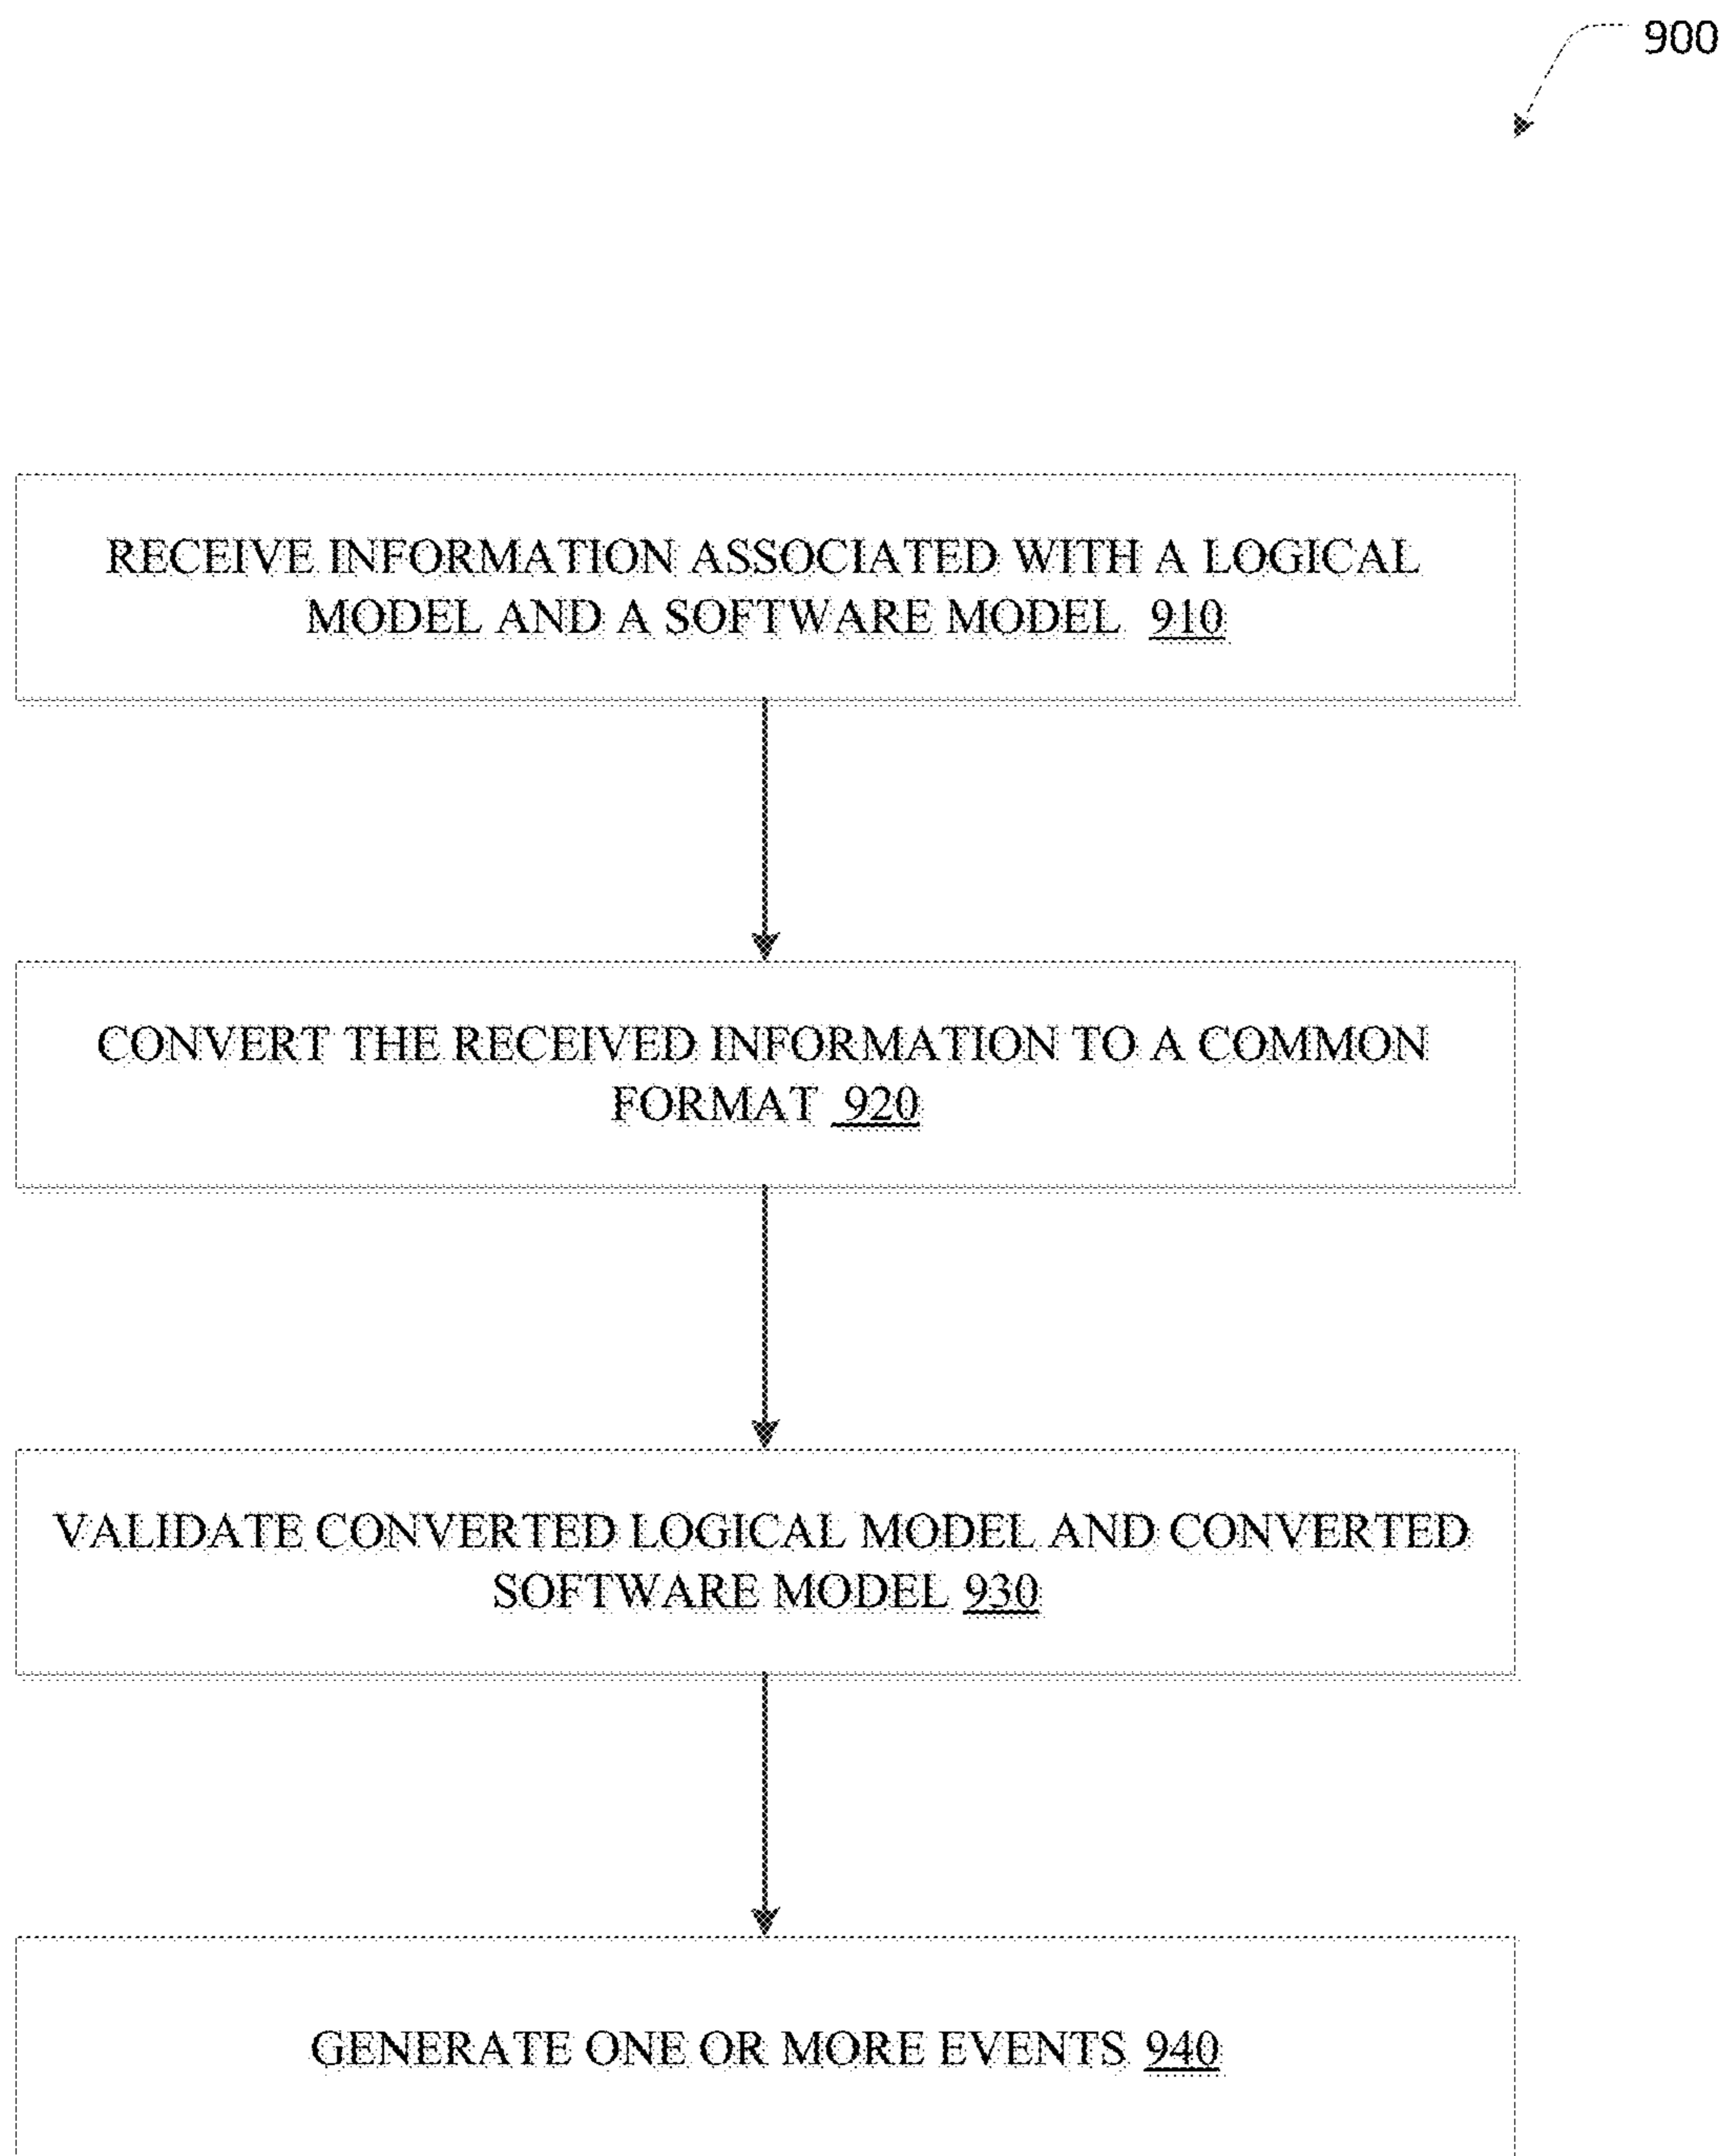 900
RECEIVE INFORMATION ASSOCIATED WITH A LOGICAL
MODEL AND A SOFTWARE MODEL 910
CONVERT THE RECEIVED INFORMATION TO A COMMON
FORMAT 920
VALIDATE CONVERTED LOGICAL MODEL AND CONVERTED
SOFTWARE MODEL 930
GENERATE ONE OR MORE EVENTS 940